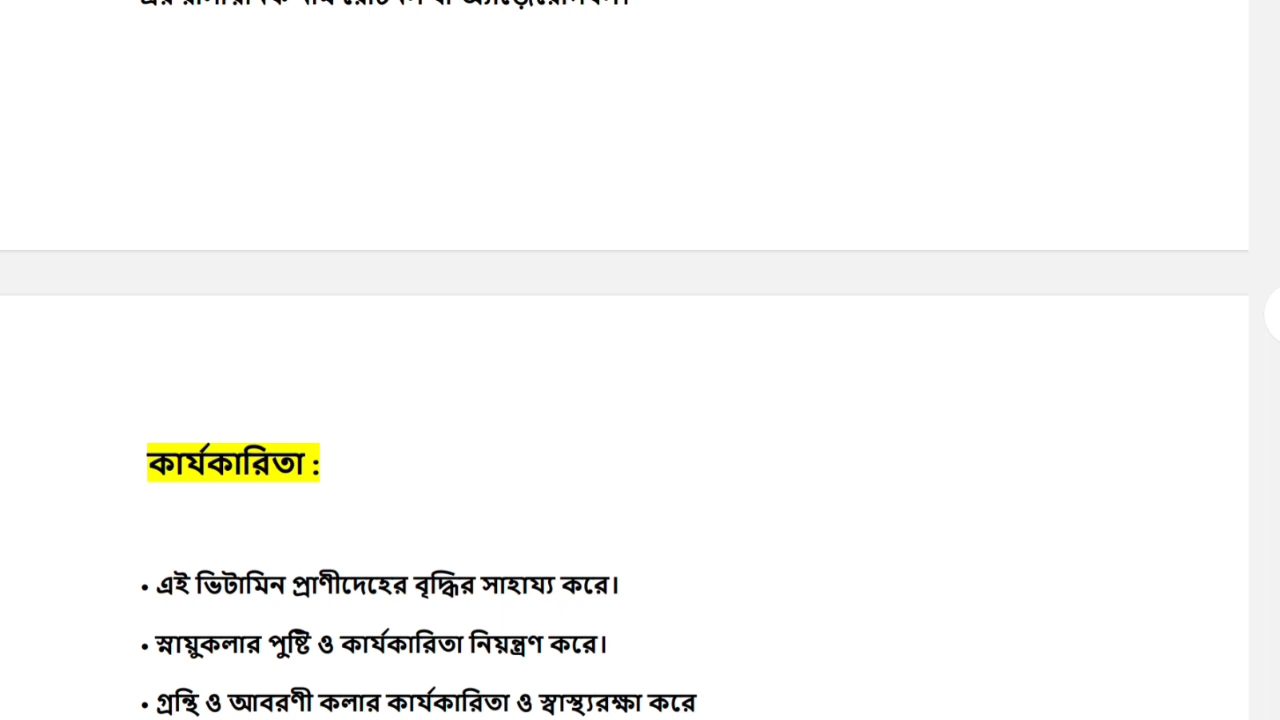 কার্যকারিতা :
• এই ভিটামিন প্রাণীদেহের বৃদ্ধির সাহায্য করে।
• স্নায়ুকলার পুষ্টি ও কার্যকারিতা নিয়ন্ত্রণ করে।
• গ্রন্থি ও আবরণী কলার কার্যকারিতা ও স্বাস্থ্যরক্ষা করে